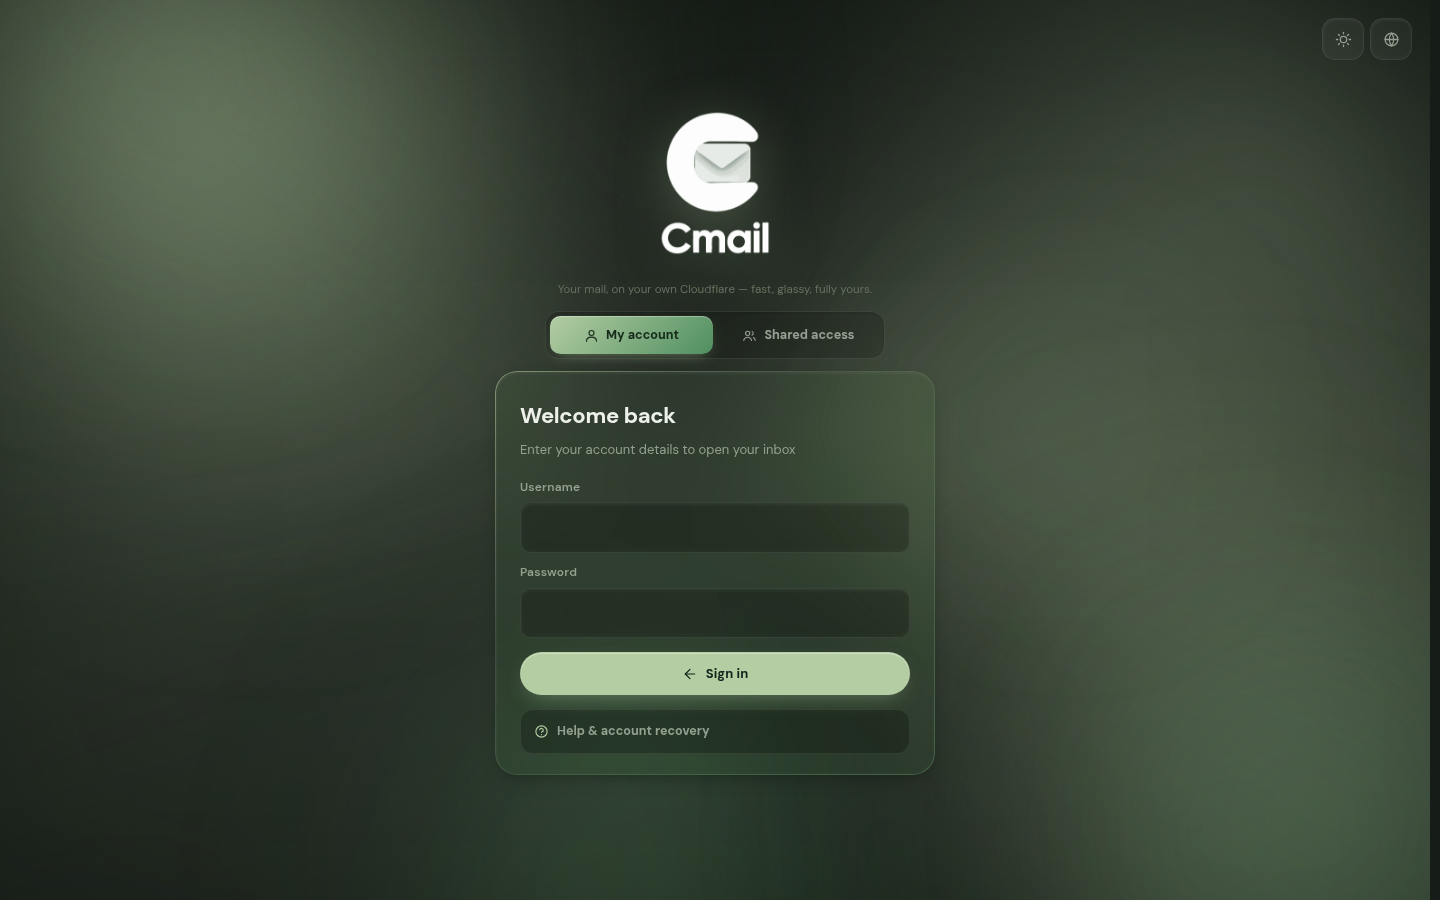 Cmail
Your mail, on your own Cloudflare — fast, glassy, fully yours.
My account
Shared access
Welcome back
Enter your account details to open your inbox
Username
Password
Sign in
Help & account recovery